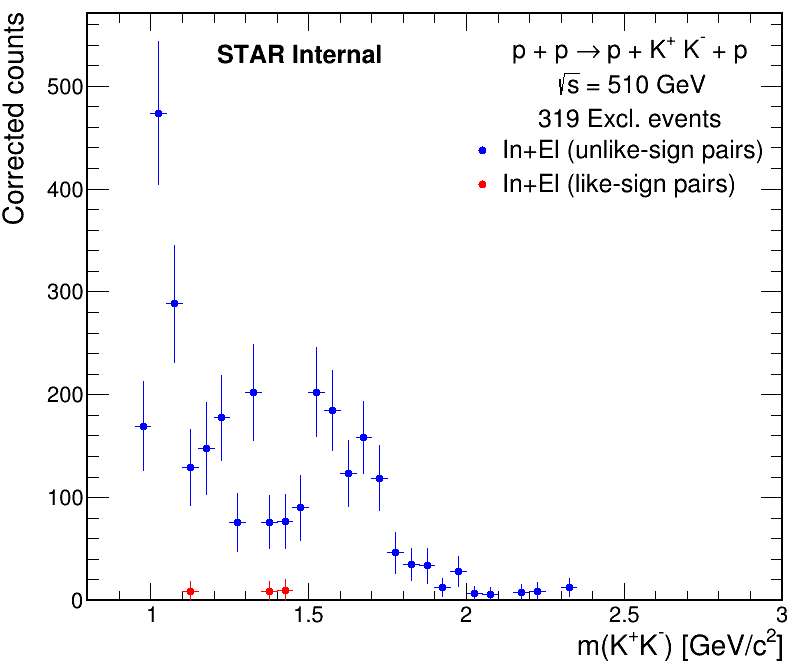 STAR Internal
p + p → p + K⁺ K⁻ + p
√s = 510 GeV
319 Excl. events
In+El (unlike-sign pairs)
In+El (like-sign pairs)
Corrected counts
500
400
300
200
100
0
1 1.5 2 2.5 3
m(K⁺K⁻) [GeV/c²]